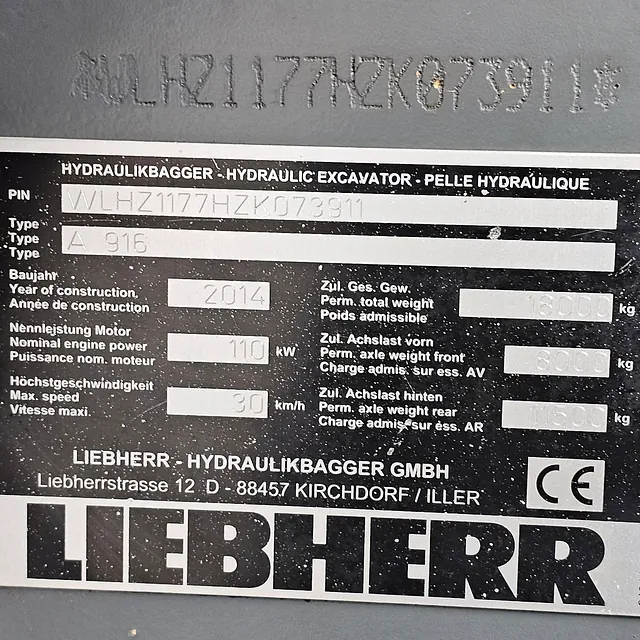 *WLHZ1177HZK073911*
HYDRAULIKBAGGER - HYDRAULIC EXCAVATOR - PELLE HYDRAULIQUE
PIN WLHZ1177HZK073911
Type
Type A 916
Type
Baujahr
Year of construction 2014
Année de construction
Zul. Ges. Gew.
Perm. total weight 18000 kg
Poids admissible
Nennleistung Motor
Nominal engine power 110 kW
Puissance nom. moteur
Zul. Achslast vorn
Perm. axle weight front kg
Charge admis. sur ess. AV
Höchstgeschwindigkeit
Max. speed 30 km/h
Vitesse maxi.
Zul. Achslast hinten
Perm. axle weight rear 11500 kg
Charge admis. sur ess. AR
LIEBHERR - HYDRAULIKBAGGER GMBH
Liebherrstrasse 12 D - 88457 KIRCHDORF / ILLER
CE
LIEBHERR